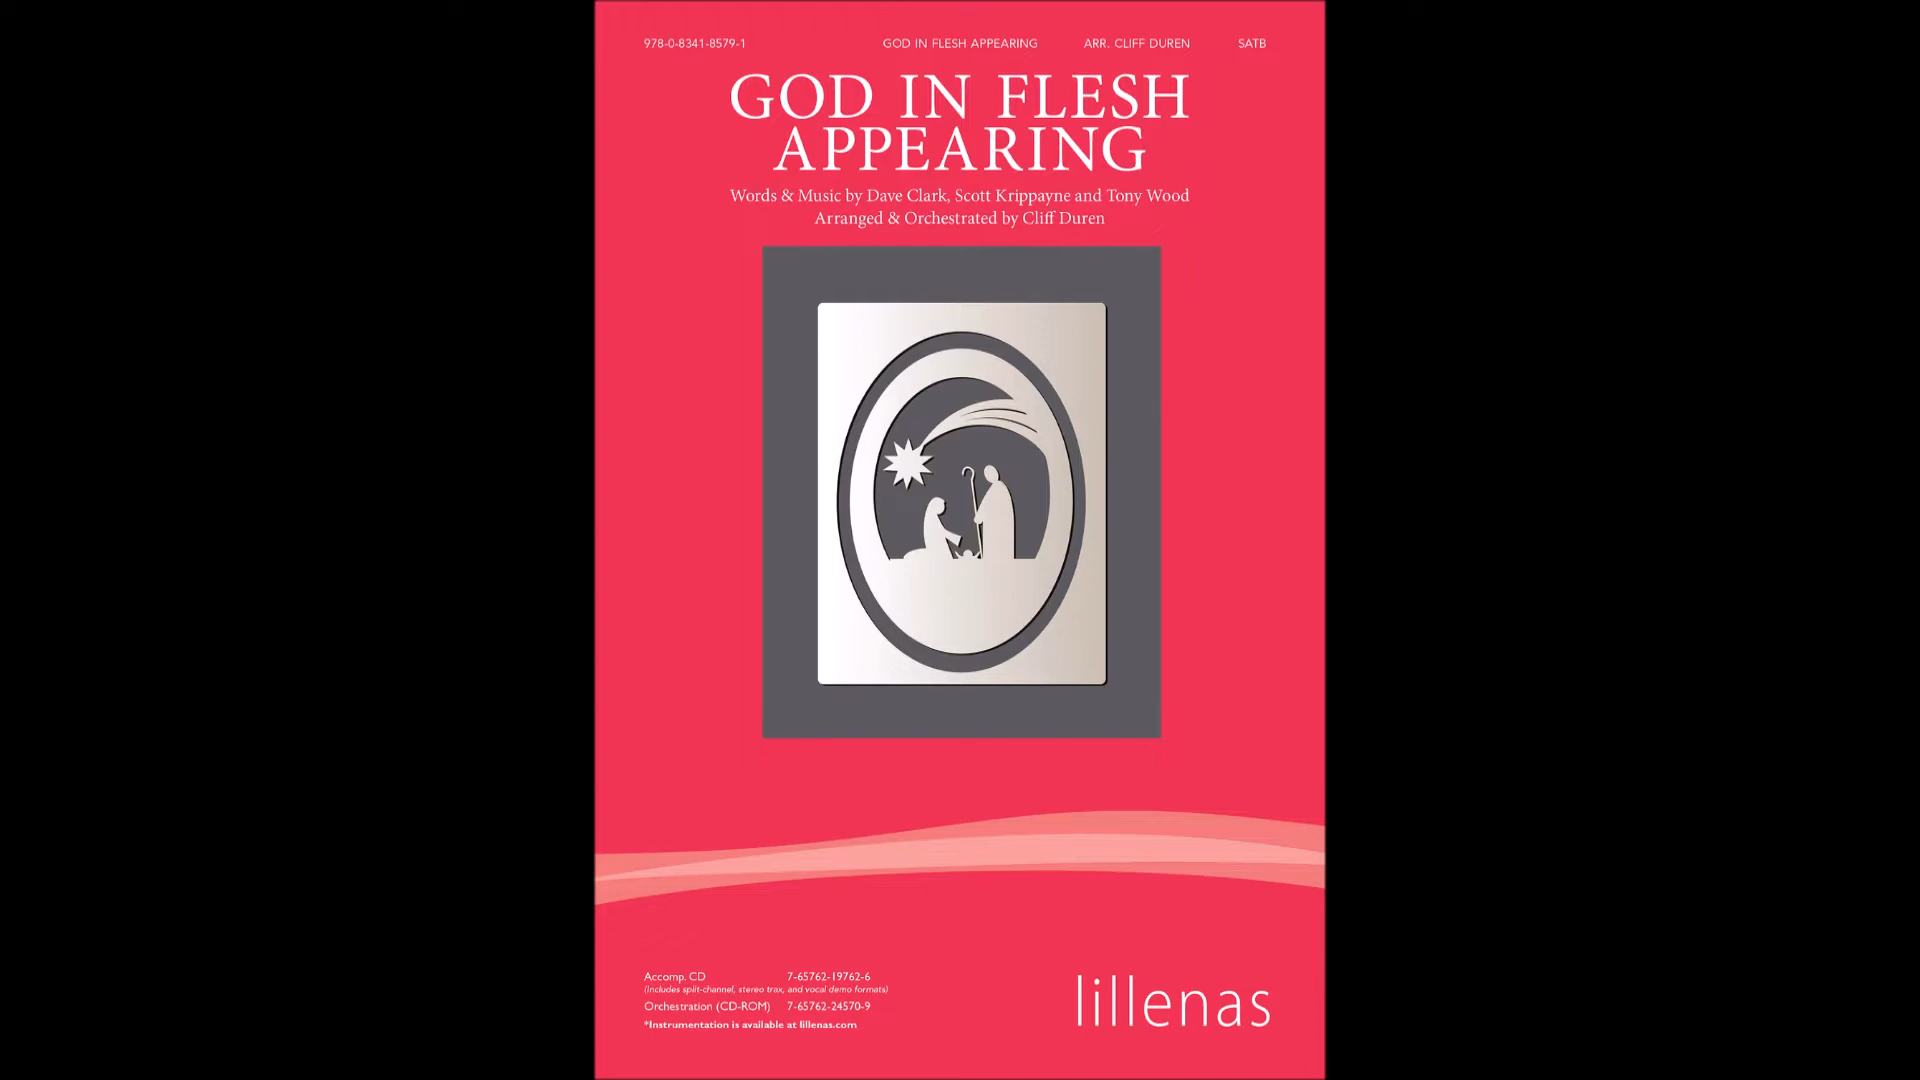 978-0-8341-8579-1 GOD IN FLESH APPEARING ARR. CLIFF DUREN SATB
GOD IN FLESH
APPEARING
Words & Music by Dave Clark, Scott Krippayne and Tony Wood
Arranged & Orchestrated by Cliff Duren
Accomp. CD 7-65762-19762-6
(Includes split-channel, stereo trax, and vocal demo formats)
Orchestration (CD-ROM) 7-65762-24570-9
*Instrumentation is available at lillenas.com
lillenas